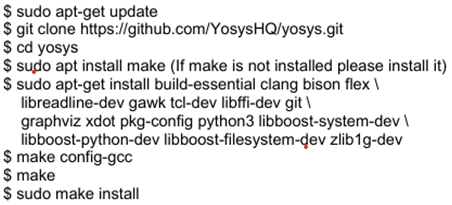 $ sudo apt-get update
$ git clone https://github.com/YosysHQ/yosys.git
$ cd yosys
$ sudo apt install make (If make is not installed please install it)
$ sudo apt-get install build-essential clang bison flex \
libreadline-dev gawk tcl-dev libffi-dev git \
graphviz xdot pkg-config python3 libboost-system-dev \
libboost-python-dev libboost-filesystem-dev zlib1g-dev
$ make config-gcc
$ make
$ sudo make install